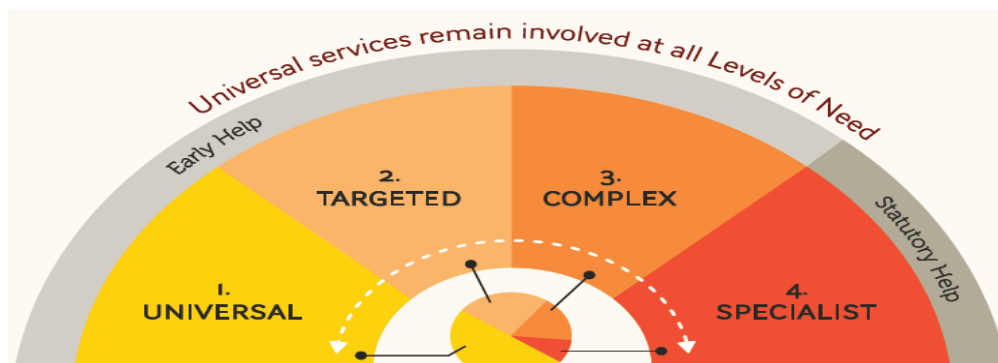 Universal services remain involved at all Levels of Need
Early Help
2.
TARGETED
3.
COMPLEX
Statutory Help
1.
UNIVERSAL
4.
SPECIALIST